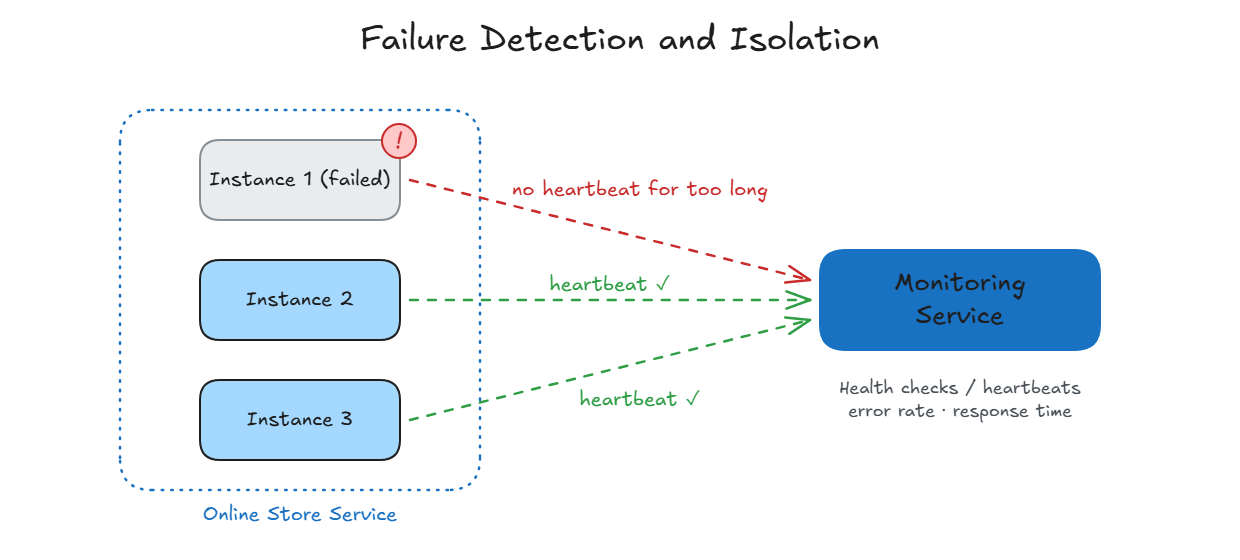 Failure Detection and Isolation
!
Instance 1 (failed)
no heartbeat for too long
heartbeat ✓
Instance 2
Monitoring
Service
Health checks / heartbeats
error rate · response time
heartbeat ✓
Instance 3
Online Store Service